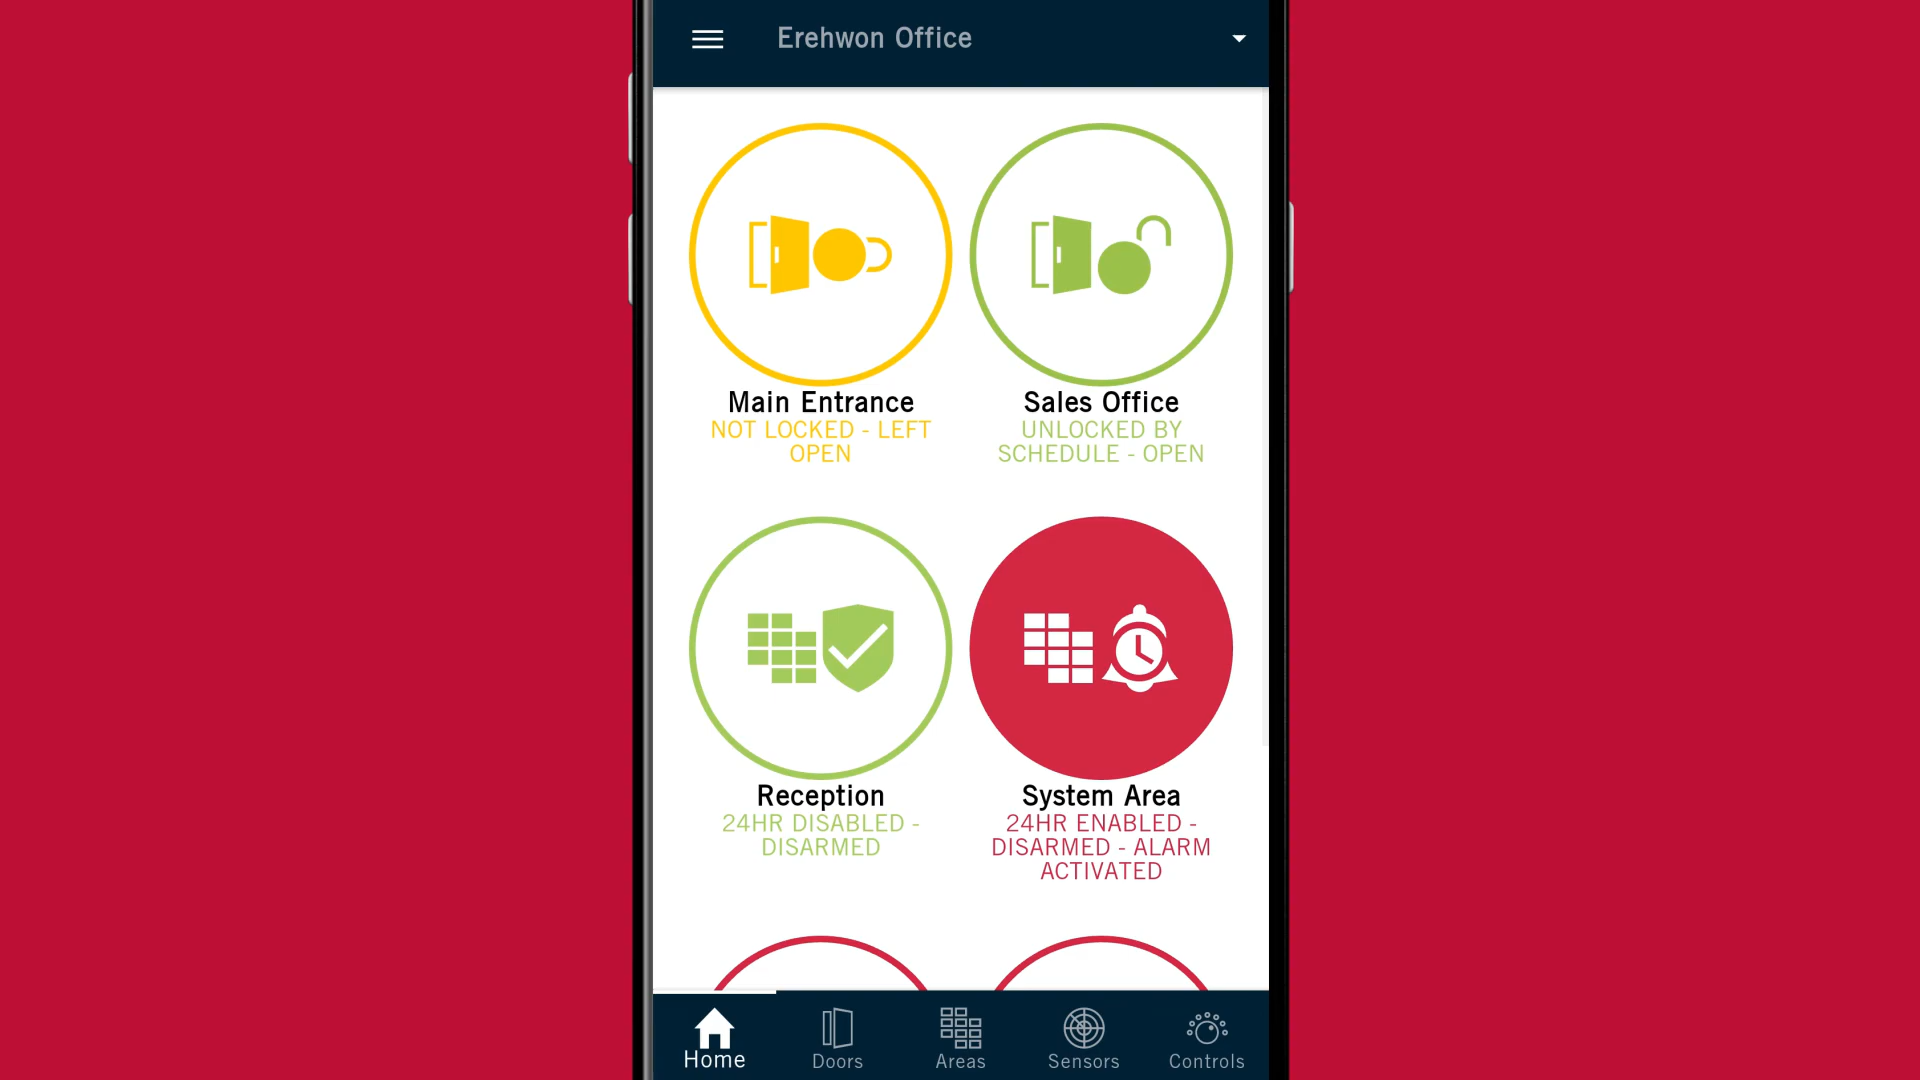 Erehwon Office
Main Entrance
NOT LOCKED - LEFT
OPEN
Sales Office
UNLOCKED BY
SCHEDULE - OPEN
Reception
24HR DISABLED -
DISARMED
System Area
24HR ENABLED -
DISARMED - ALARM
ACTIVATED
Home
Doors
Areas
Sensors
Controls